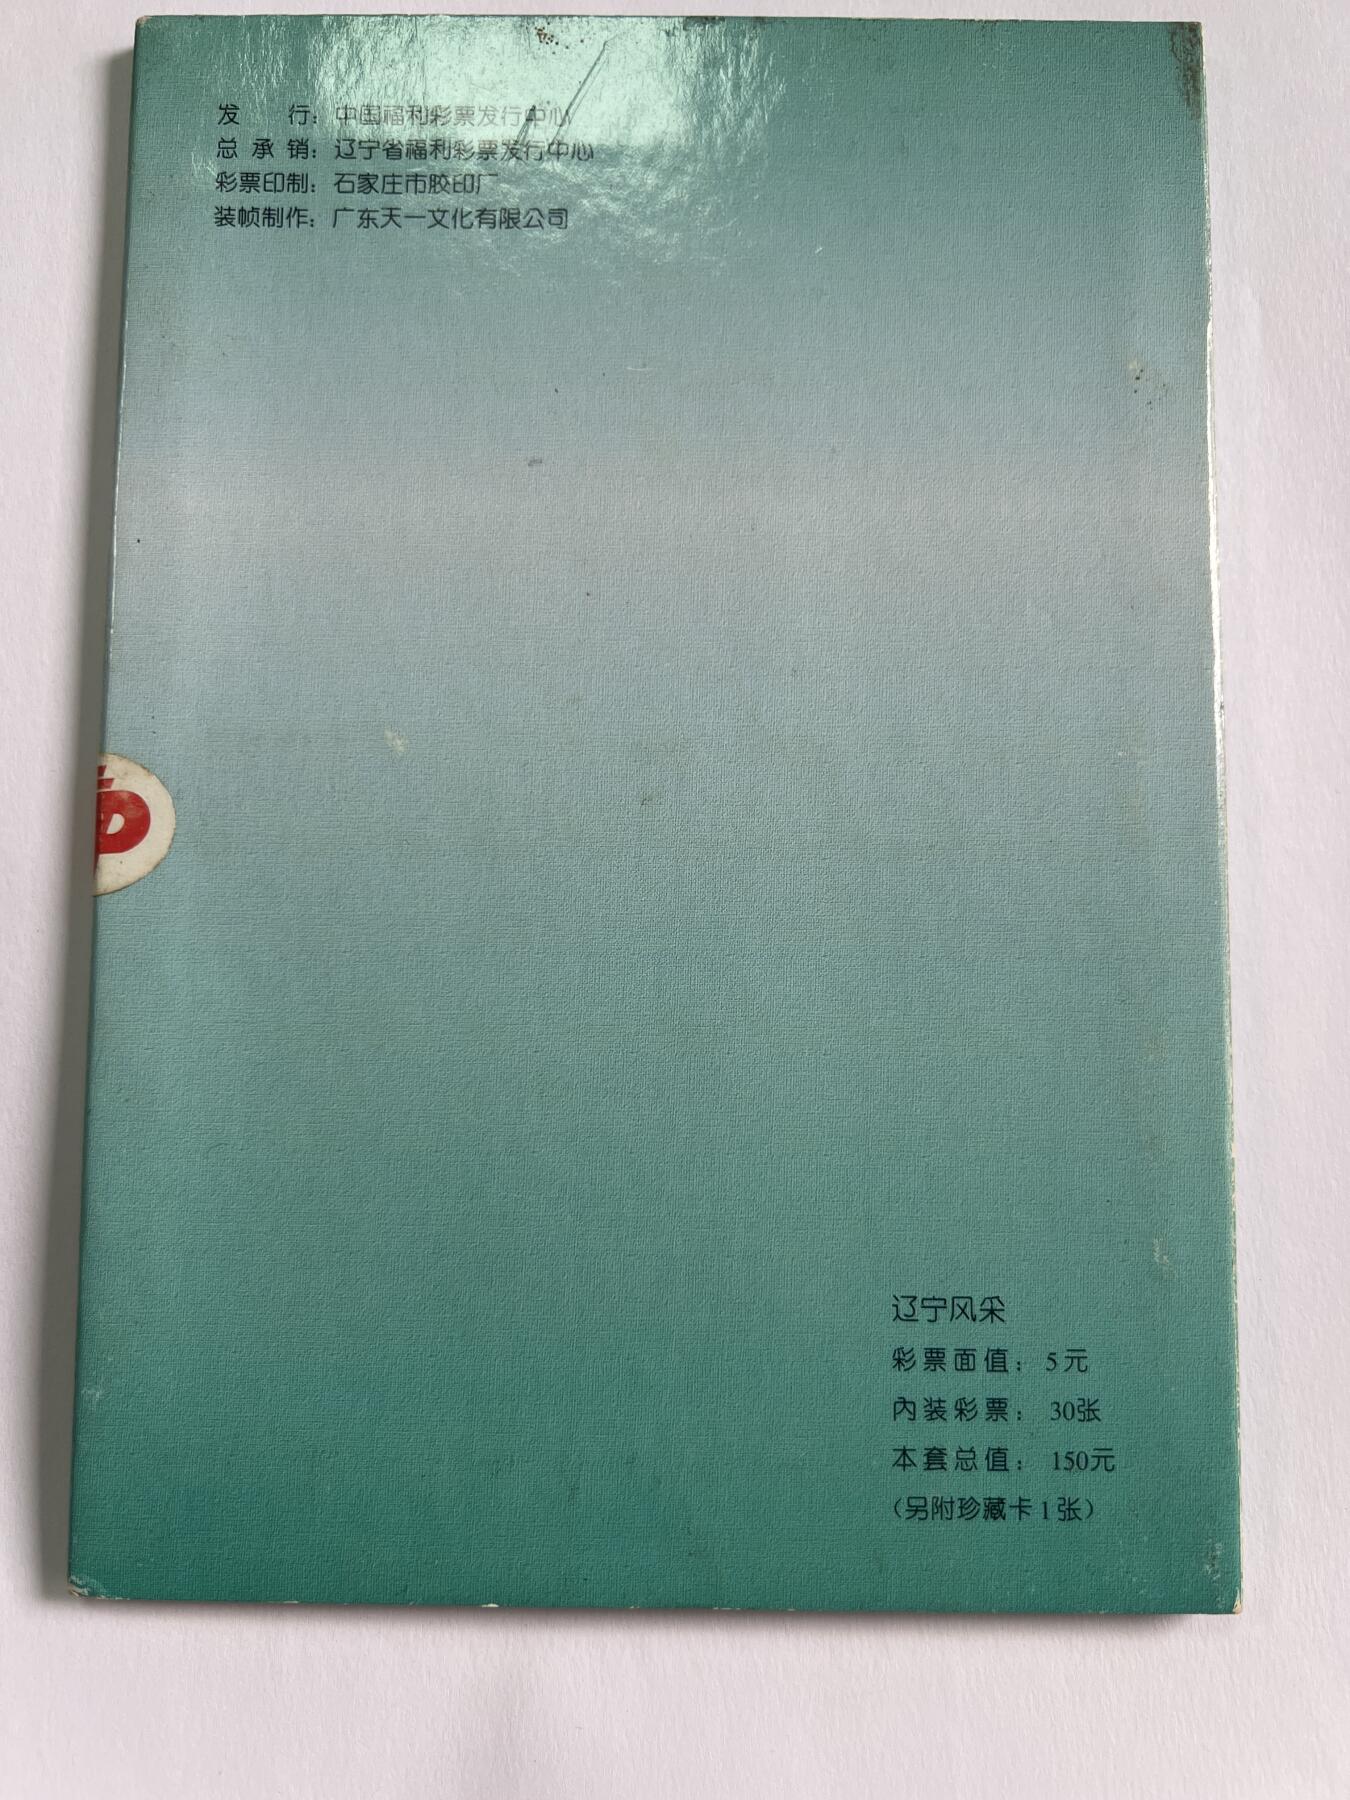 发 行：中国福利彩票发行中心
总 承 销：辽宁省福利彩票发行中心
彩票印制：石家庄市胶印厂
装帧制作：广东天一文化有限公司
辽宁风采
彩票面值：5元
内装彩票：30张
本套总值：150元
（另附珍藏卡1张）